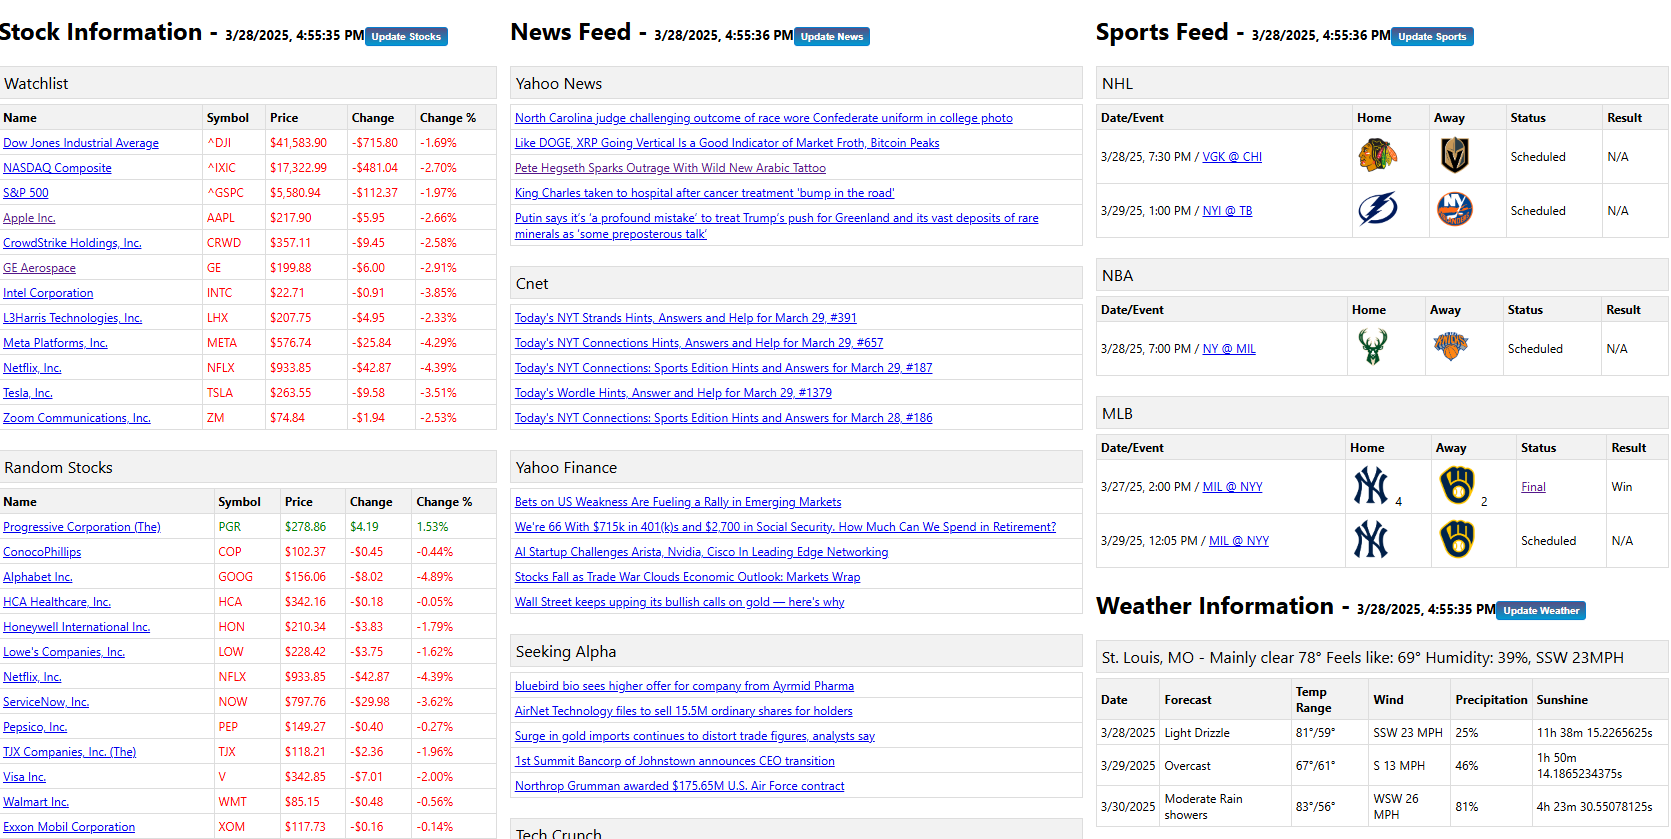 Stock Information - 3/28/2025, 4:55:35 PM Update Stocks
Watchlist
Name Symbol Price Change Change %
Dow Jones Industrial Average ^DJI $41,583.90 -$715.80 -1.69%
NASDAQ Composite ^IXIC $17,322.99 -$481.04 -2.70%
S&P 500 ^GSPC $5,580.94 -$112.37 -1.97%
Apple Inc. AAPL $217.90 -$5.95 -2.66%
CrowdStrike Holdings, Inc. CRWD $357.11 -$9.45 -2.58%
GE Aerospace GE $199.88 -$6.00 -2.91%
Intel Corporation INTC $22.71 -$0.91 -3.85%
L3Harris Technologies, Inc. LHX $207.75 -$4.95 -2.33%
Meta Platforms, Inc. META $576.74 -$25.84 -4.29%
Netflix, Inc. NFLX $933.85 -$42.87 -4.39%
Tesla, Inc. TSLA $263.55 -$9.58 -3.51%
Zoom Communications, Inc. ZM $74.84 -$1.94 -2.53%
Random Stocks
Name Symbol Price Change Change %
Progressive Corporation (The) PGR $278.86 $4.19 1.53%
ConocoPhillips COP $102.37 -$0.45 -0.44%
Alphabet Inc. GOOG $156.06 -$8.02 -4.89%
HCA Healthcare, Inc. HCA $342.16 -$0.18 -0.05%
Honeywell International Inc. HON $210.34 -$3.83 -1.79%
Lowe's Companies, Inc. LOW $228.42 -$3.75 -1.62%
Netflix, Inc. NFLX $933.85 -$42.87 -4.39%
ServiceNow, Inc. NOW $797.76 -$29.98 -3.62%
Pepsico, Inc. PEP $149.27 -$0.40 -0.27%
TJX Companies, Inc. (The) TJX $118.21 -$2.36 -1.96%
Visa Inc. V $342.85 -$7.01 -2.00%
Walmart Inc. WMT $85.15 -$0.48 -0.56%
Exxon Mobil Corporation XOM $117.73 -$0.16 -0.14%
News Feed - 3/28/2025, 4:55:36 PM Update News
Yahoo News
North Carolina judge challenging outcome of race wore Confederate uniform in college photo
Like DOGE, XRP Going Vertical Is a Good Indicator of Market Froth, Bitcoin Peaks
Pete Hegseth Sparks Outrage With Wild New Arabic Tattoo
King Charles taken to hospital after cancer treatment 'bump in the road'
Putin says it's 'a profound mistake' to treat Trump's push for Greenland and its vast deposits of rare
minerals as 'some preposterous talk'
Cnet
Today's NYT Strands Hints, Answers and Help for March 29, #391
Today's NYT Connections Hints, Answers and Help for March 29, #657
Today's NYT Connections: Sports Edition Hints and Answers for March 29, #187
Today's Wordle Hints, Answer and Help for March 29, #1379
Today's NYT Connections: Sports Edition Hints and Answers for March 28, #186
Yahoo Finance
Bets on US Weakness Are Fueling a Rally in Emerging Markets
We're 66 With $715k in 401(k)s and $2,700 in Social Security. How Much Can We Spend in Retirement?
AI Startup Challenges Arista, Nvidia, Cisco In Leading Edge Networking
Stocks Fall as Trade War Clouds Economic Outlook: Markets Wrap
Wall Street keeps upping its bullish calls on gold — here's why
Seeking Alpha
bluebird bio sees higher offer for company from Ayrmid Pharma
AirNet Technology files to sell 15.5M ordinary shares for holders
Surge in gold imports continues to distort trade figures, analysts say
1st Summit Bancorp of Johnstown announces CEO transition
Northrop Grumman awarded $175.65M U.S. Air Force contract
Tech Crunch
Sports Feed - 3/28/2025, 4:55:36 PM Update Sports
NHL
Date/Event Home Away Status Result
3/28/25, 7:30 PM / VGK @ CHI Scheduled N/A
3/29/25, 1:00 PM / NYI @ TB NY Scheduled N/A
NBA
Date/Event Home Away Status Result
3/28/25, 7:00 PM / NY @ MIL Scheduled N/A
MLB
Date/Event Home Away Status Result
3/27/25, 2:00 PM / MIL @ NYY 4 2 Final Win
3/29/25, 12:05 PM / MIL @ NYY Scheduled N/A
Weather Information - 3/28/2025, 4:55:35 PM Update Weather
St. Louis, MO - Mainly clear 78° Feels like: 69° Humidity: 39%, SSW 23MPH
Date Forecast Temp Range Wind Precipitation Sunshine
3/28/2025 Light Drizzle 81°/59° SSW 23 MPH 25% 11h 38m 15.2265625s
3/29/2025 Overcast 67°/61° S 13 MPH 46% 1h 50m 14.1865234375s
3/30/2025 Moderate Rain showers 83°/56° WSW 26 MPH 81% 4h 23m 30.55078125s